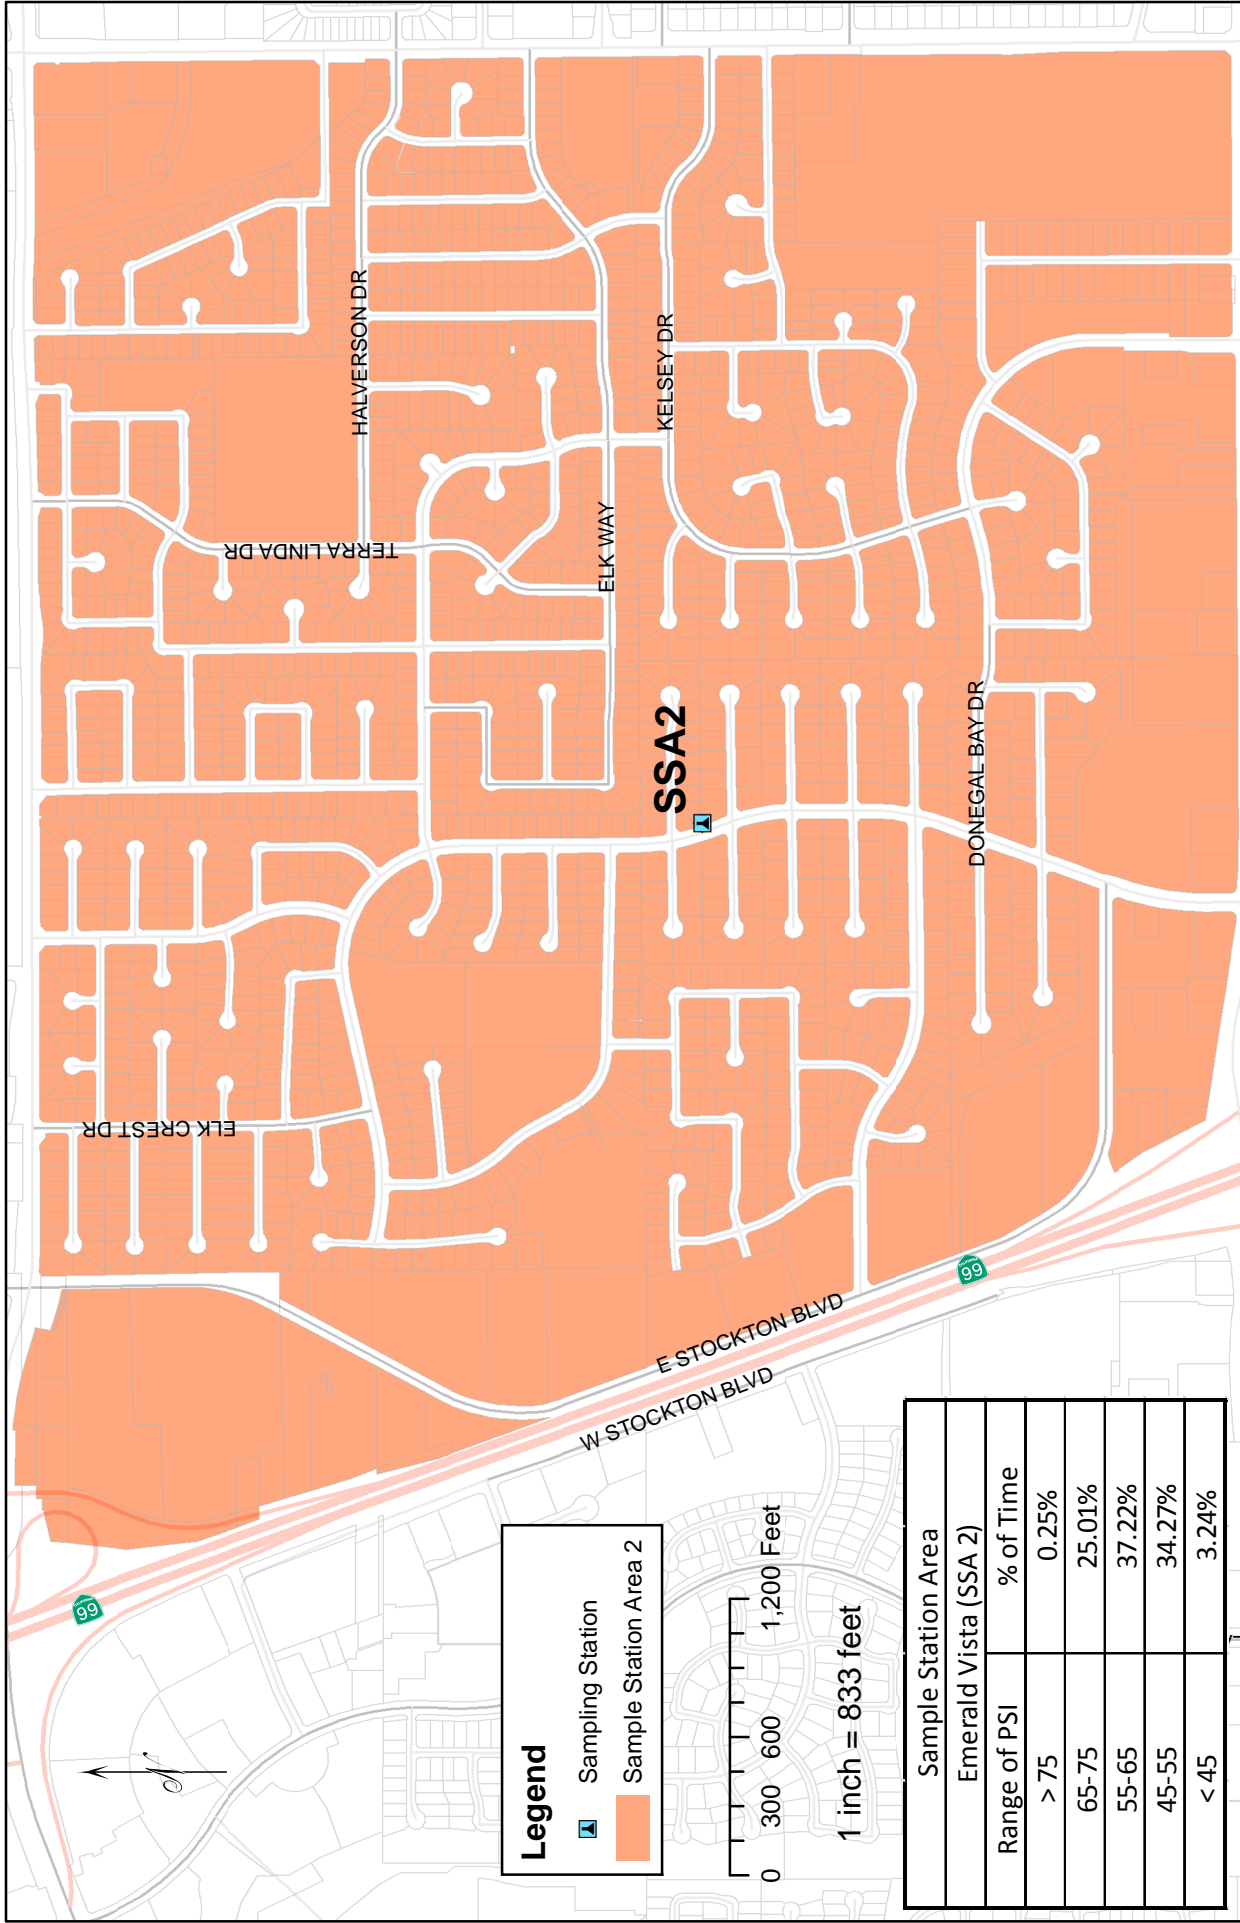 HALVERSON DR
TERRA LINDA DR
ELK WAY
KELSEY DR
SSA2
DONEGAL BAY DR
ELK CREST DR
E STOCKTON BLVD
W STOCKTON BLVD
99
99
Legend
Sampling Station
Sample Station Area 2
0 300 600 1,200 Feet
1 inch = 833 feet
Sample Station Area
Emerald Vista (SSA 2)
Range of PSI % of Time
> 75 0.25%
65-75 25.01%
55-65 37.22%
45-55 34.27%
< 45 3.24%